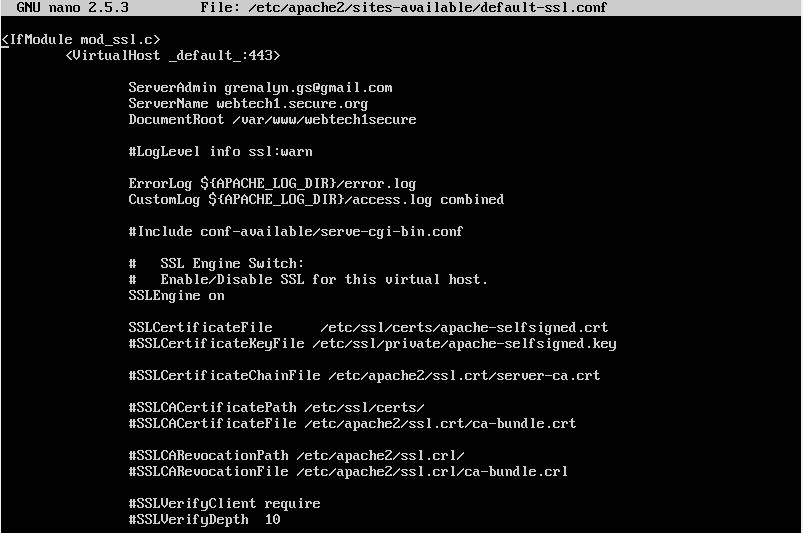 GNU nano 2.5.3 File: /etc/apache2/sites-available/default-ssl.conf
<IfModule mod_ssl.c>
<VirtualHost _default_:443>
ServerAdmin grenalyn.gs@gmail.com
ServerName webtech1.secure.org
DocumentRoot /var/www/webtech1secure
#LogLevel info ssl:warn
ErrorLog ${APACHE_LOG_DIR}/error.log
CustomLog ${APACHE_LOG_DIR}/access.log combined
#Include conf-available/serve-cgi-bin.conf
# SSL Engine Switch:
# Enable/Disable SSL for this virtual host.
SSLEngine on
SSLCertificateFile /etc/ssl/certs/apache-selfsigned.crt
#SSLCertificateKeyFile /etc/ssl/private/apache-selfsigned.key
#SSLCertificateChainFile /etc/apache2/ssl.crt/server-ca.crt
#SSLCACertificatePath /etc/ssl/certs/
#SSLCACertificateFile /etc/apache2/ssl.crt/ca-bundle.crt
#SSLCARevocationPath /etc/apache2/ssl.crl/
#SSLCARevocationFile /etc/apache2/ssl.crl/ca-bundle.crl
#SSLVerifyClient require
#SSLVerifyDepth 10